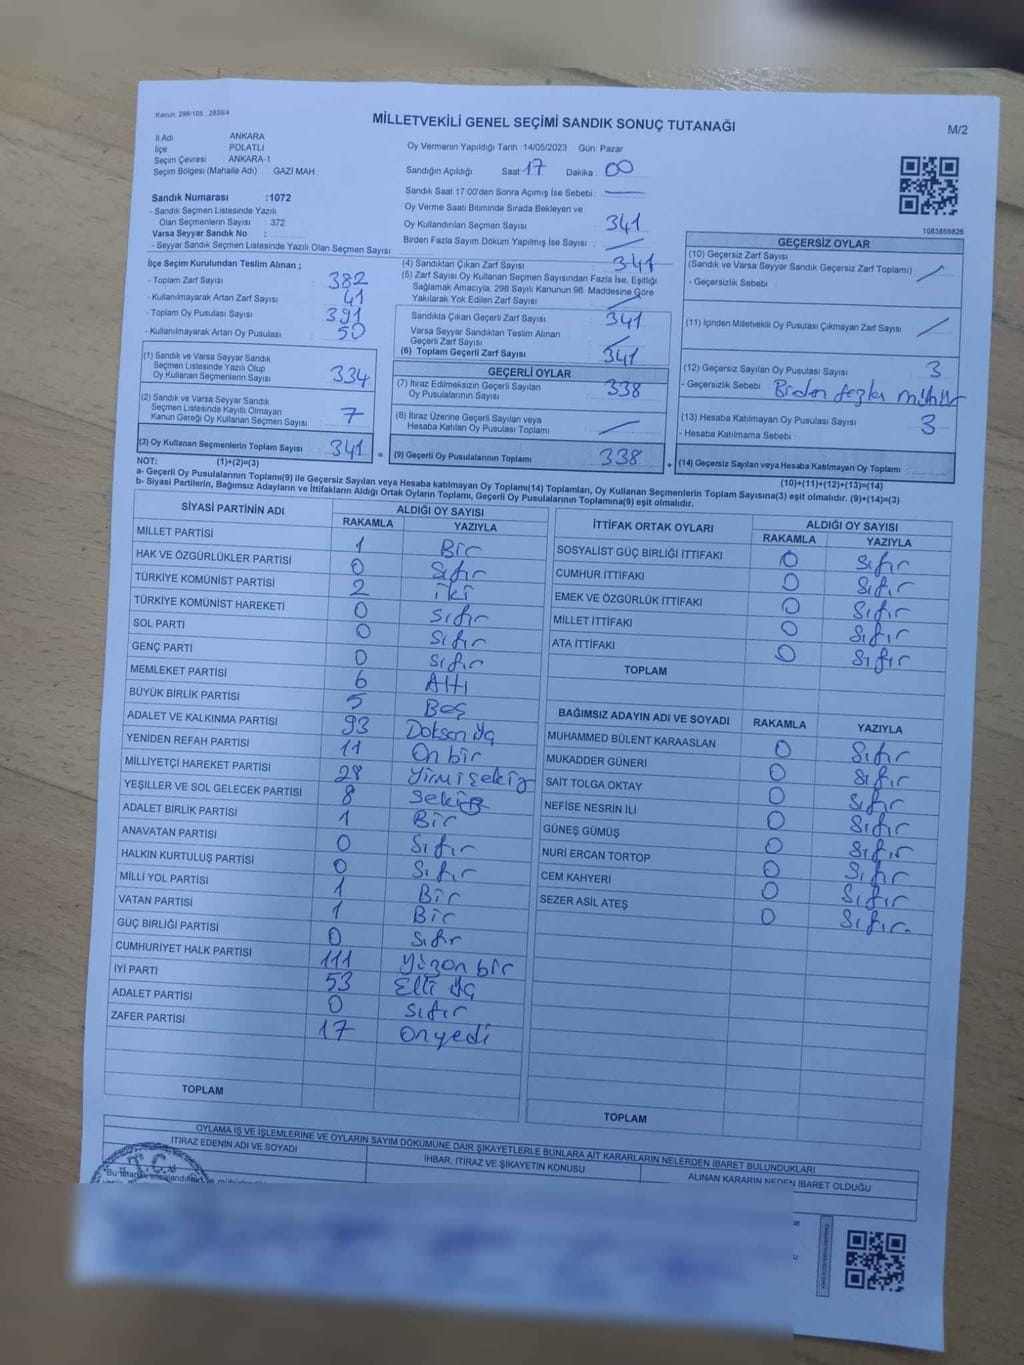 Kanun: 298/105, 2839/4
MİLLETVEKİLİ GENEL SEÇİMİ SANDIK SONUÇ TUTANAĞI
M/2
İl Adı ANKARA
İlçe POLATLI
Seçim Çevresi ANKARA-1
Seçim Bölgesi (Mahalle Adı) GAZİ MAH
Sandık Numarası :1072
- Sandık Seçmen Listesinde Yazılı
Olan Seçmenlerin Sayısı : 372
Varsa Seyyar Sandık No :
- Seyyar Sandık Seçmen Listesinde Yazılı Olan Seçmen Sayısı
İlçe Seçim Kurulundan Teslim Alınan ;
- Toplam Zarf Sayısı : 382
- Kullanılmayarak Artan Zarf Sayısı : 41
- Toplam Oy Pusulası Sayısı : 391
- Kullanılmayarak Artan Oy Pusulası : 50
(1) Sandık ve Varsa Seyyar Sandık
Seçmen Listesinde Yazılı Olup
Oy Kullanan Seçmenlerin Sayısı : 334
(2) Sandık ve Varsa Seyyar Sandık
Seçmen Listesinde Kayıtlı Olmayan
Kanun Gereği Oy Kullanan Seçmen Sayısı : 7
(3) Oy Kullanan Seçmenlerin Toplam Sayısı : 341
Oy Vermenin Yapıldığı Tarih :14/05/2023 Gün: Pazar
Sandığın Açıldığı Saat : 17 Dakika : 00
Sandık Saat 17:00'den Sonra Açımış İse Sebebi :
Oy Verme Saati Bitiminde Sırada Bekleyen ve
Oy Kullandırılan Seçmen Sayısı : 341
Birden Fazla Sayım Döküm Yapılmış İse Sayısı :
(4) Sandıktan Çıkan Zarf Sayısı : 341
(5) Zarf Sayısı Oy Kullanan Seçmen Sayısından Fazla İse, Eşitliği
Sağlamak Amacıyla, 298 Sayılı Kanunun 98. Maddesine Göre
Yakılarak Yok Edilen Zarf Sayısı :
Sandıkta Çıkan Geçerli Zarf Sayısı : 341
Varsa Seyyar Sandıktan Teslim Alınan
Geçerli Zarf Sayısı :
(6) Toplam Geçerli Zarf Sayısı : 341
GEÇERLİ OYLAR
(7) İtiraz Edilmeksizin Geçerli Sayılan
Oy Pusulalarının Sayısı : 338
(8) İtiraz Üzerine Geçerli Sayılan veya
Hesaba Katılan Oy Pusulası Toplamı :
= (9) Geçerli Oy Pusulalarının Toplamı : 338
1083858826
GEÇERSİZ OYLAR
(10) Geçersiz Zarf Sayısı
(Sandık ve Varsa Seyyar Sandık Geçersiz Zarf Toplamı) :
- Geçersizlik Sebebi :
(11) İçinden Milletvekili Oy Pusulası Çıkmayan Zarf Sayısı :
(12) Geçersiz Sayılan Oy Pusulası Sayısı : 3
- Geçersizlik Sebebi : Birden fazla mühür
(13) Hesaba Katılmayan Oy Pusulası Sayısı : 3
- Hesaba Katılmama Sebebi :
+ (14) Geçersiz Sayılan veya Hesaba Katılmayan Oy Toplamı :
NOT: (1)+(2)=(3)
(10)+(11)+(12)+(13)=(14)
a- Geçerli Oy Pusulalarının Toplamı(9) ile Geçersiz Sayılan veya Hesaba katılmayan Oy Toplamı(14) Toplamları, Oy Kullanan Seçmenlerin Toplam Sayısına(3) eşit olmalıdır. (9)+(14)=(3)
b- Siyasi Partilerin, Bağımsız Adayların ve İttifakların Aldığı Ortak Oyların Toplamı, Geçerli Oy Pusulalarının Toplamına(9) eşit olmalıdır.
SİYASİ PARTİNİN ADI ALDIĞI OY SAYISI
RAKAMLA YAZIYLA
MİLLET PARTİSİ 1 Bir
HAK VE ÖZGÜRLÜKLER PARTİSİ 0 Sıfır
TÜRKİYE KOMÜNİST PARTİSİ 2 iki
TÜRKİYE KOMÜNİST HAREKETİ 0 sıfır
SOL PARTİ 0 sıfır
GENÇ PARTİ 0 sıfır
MEMLEKET PARTİSİ 6 Altı
BÜYÜK BİRLİK PARTİSİ 5 Beş
ADALET VE KALKINMA PARTİSİ 93 Doksan üç
YENİDEN REFAH PARTİSİ 11 On bir
MİLLİYETÇİ HAREKET PARTİSİ 28 Yirmi sekiz
YEŞİLLER VE SOL GELECEK PARTİSİ 8 Sekiz
ADALET BİRLİK PARTİSİ 1 Bir
ANAVATAN PARTİSİ 0 Sıfır
HALKIN KURTULUŞ PARTİSİ 0 Sıfır
MİLLİ YOL PARTİSİ 1 Bir
VATAN PARTİSİ 1 Bir
GÜÇ BİRLİĞİ PARTİSİ 0 Sıfır
CUMHURİYET HALK PARTİSİ 111 Yüzon bir
İYİ PARTİ 53 Elli üç
ADALET PARTİSİ 0 sıfır
ZAFER PARTİSİ 17 Onyedi
TOPLAM
İTTİFAK ORTAK OYLARI ALDIĞI OY SAYISI
RAKAMLA YAZIYLA
SOSYALİST GÜÇ BİRLİĞİ İTTİFAKI 0 Sıfır
CUMHUR İTTİFAKI 0 Sıfır
EMEK VE ÖZGÜRLÜK İTTİFAKI 0 Sıfır
MİLLET İTTİFAKI 0 Sıfır
ATA İTTİFAKI 0 Sıfır
TOPLAM
BAĞIMSIZ ADAYIN ADI VE SOYADI RAKAMLA YAZIYLA
MUHAMMED BÜLENT KARAASLAN 0 Sıfır
MUKADDER GÜNERİ 0 Sıfır
SAİT TOLGA OKTAY 0 Sıfır
NEFİSE NESRİN İLİ 0 Sıfır
GÜNEŞ GÜMÜŞ 0 Sıfır
NURİ ERCAN TORTOP 0 Sıfır
CEM KAHYERİ 0 Sıfır
SEZER ASİL ATEŞ 0 Sıfır
TOPLAM
OYLAMA İŞ VE İŞLEMLERİNE VE OYLARIN SAYIM DÖKÜMÜNE DAİR ŞİKAYETLERLE BUNLARA AİT KARARLARIN NELERDEN İBARET BULUNDUKLARI
İTİRAZ EDENİN ADI VE SOYADI İHBAR, İTİRAZ VE ŞİKAYETİN KONUSU ALINAN KARARIN NEDEN İBARET OLDUĞU
T.C.